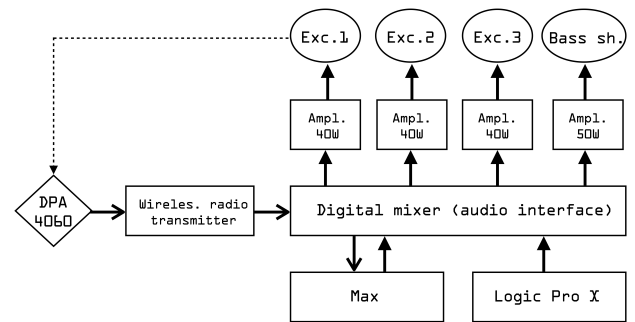 Exc.1
Exc.2
Exc.3
Bass sh.
Ampl.
40W
Ampl.
40W
Ampl.
40W
Ampl.
50W
DPA
4060
Wireles. radio
transmitter
Digital mixer (audio interface)
Max
Logic Pro X